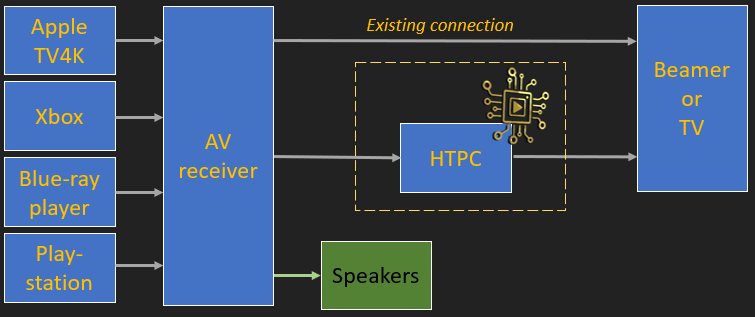 Apple
TV4K
Xbox
Blue-ray
player
Play-
station
AV
receiver
Existing connection
HTPC
Speakers
Beamer
or
TV